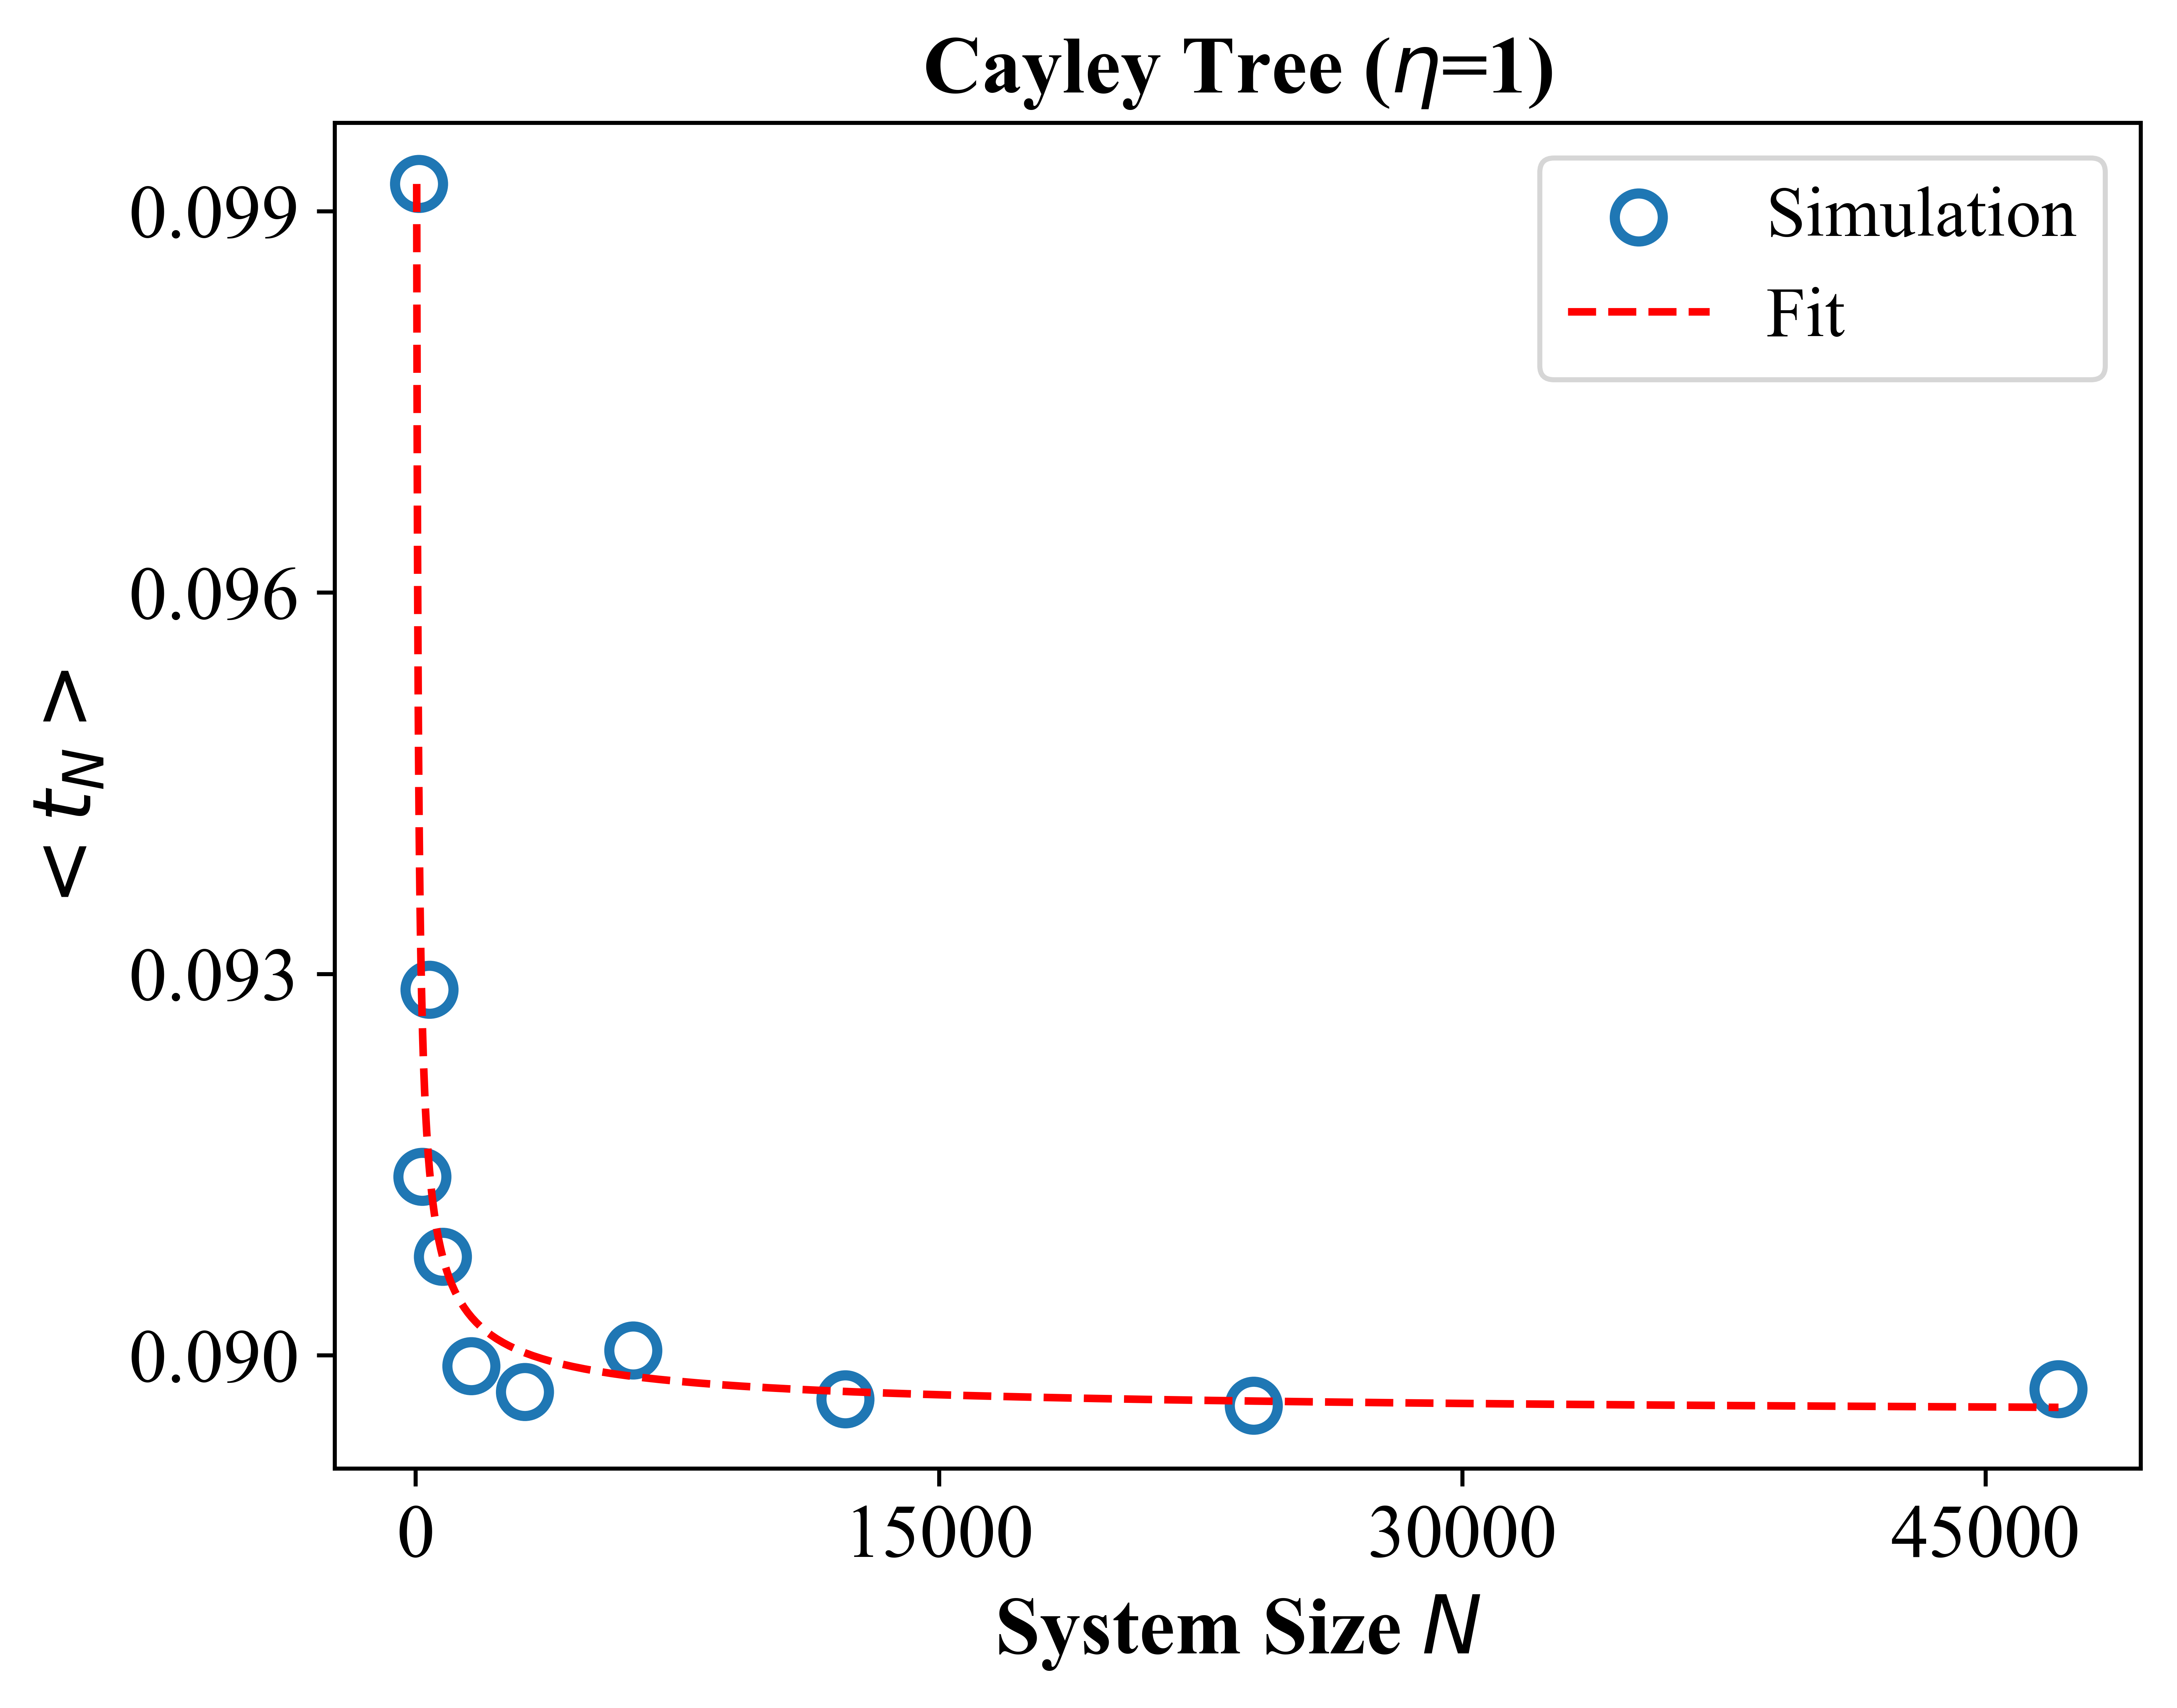 Cayley Tree (η=1)
Simulation
Fit
0.099
0.096
0.093
0.090
< t_N >
0
15000
30000
45000
System Size N